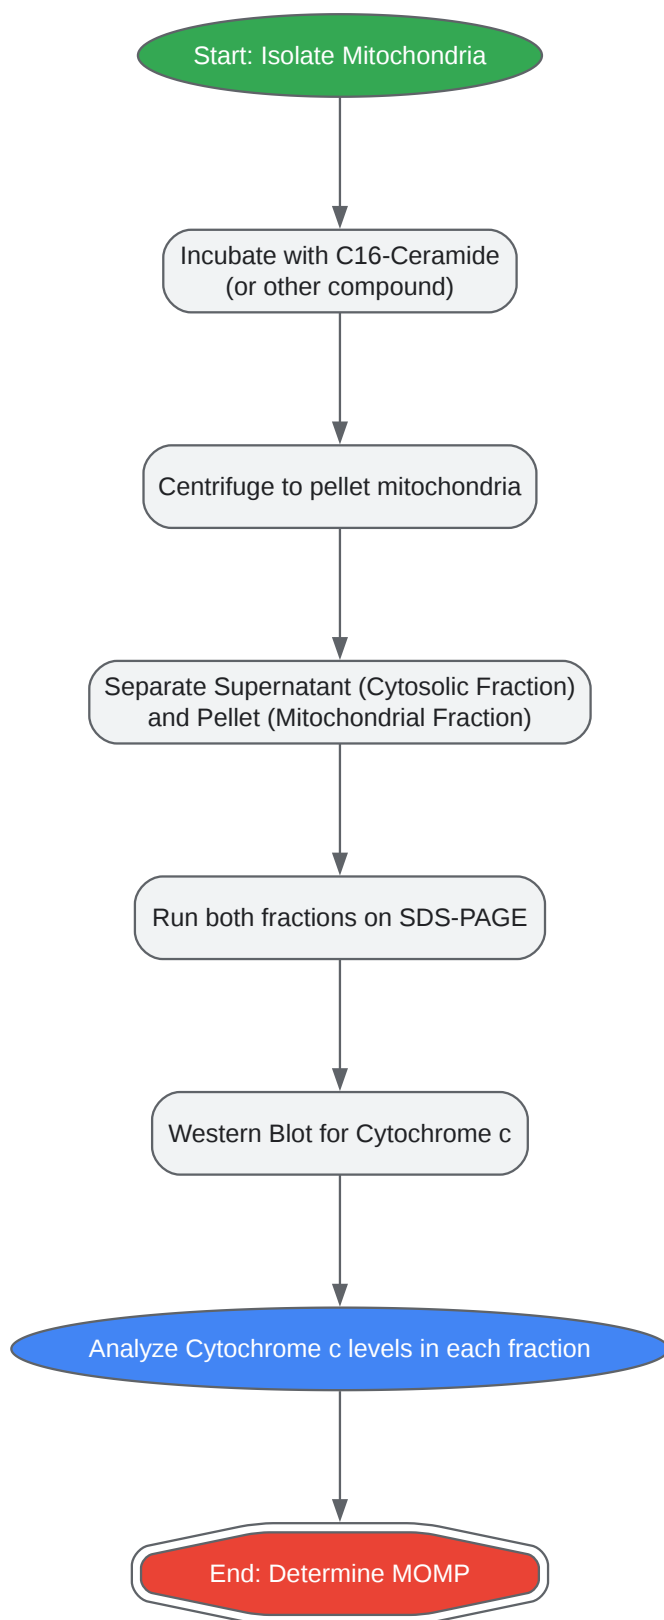 Start: Isolate Mitochondria
Incubate with C16-Ceramide
(or other compound)
Centrifuge to pellet mitochondria
Separate Supernatant (Cytosolic Fraction)
and Pellet (Mitochondrial Fraction)
Run both fractions on SDS-PAGE
Western Blot for Cytochrome c
Analyze Cytochrome c levels in each fraction
End: Determine MOMP